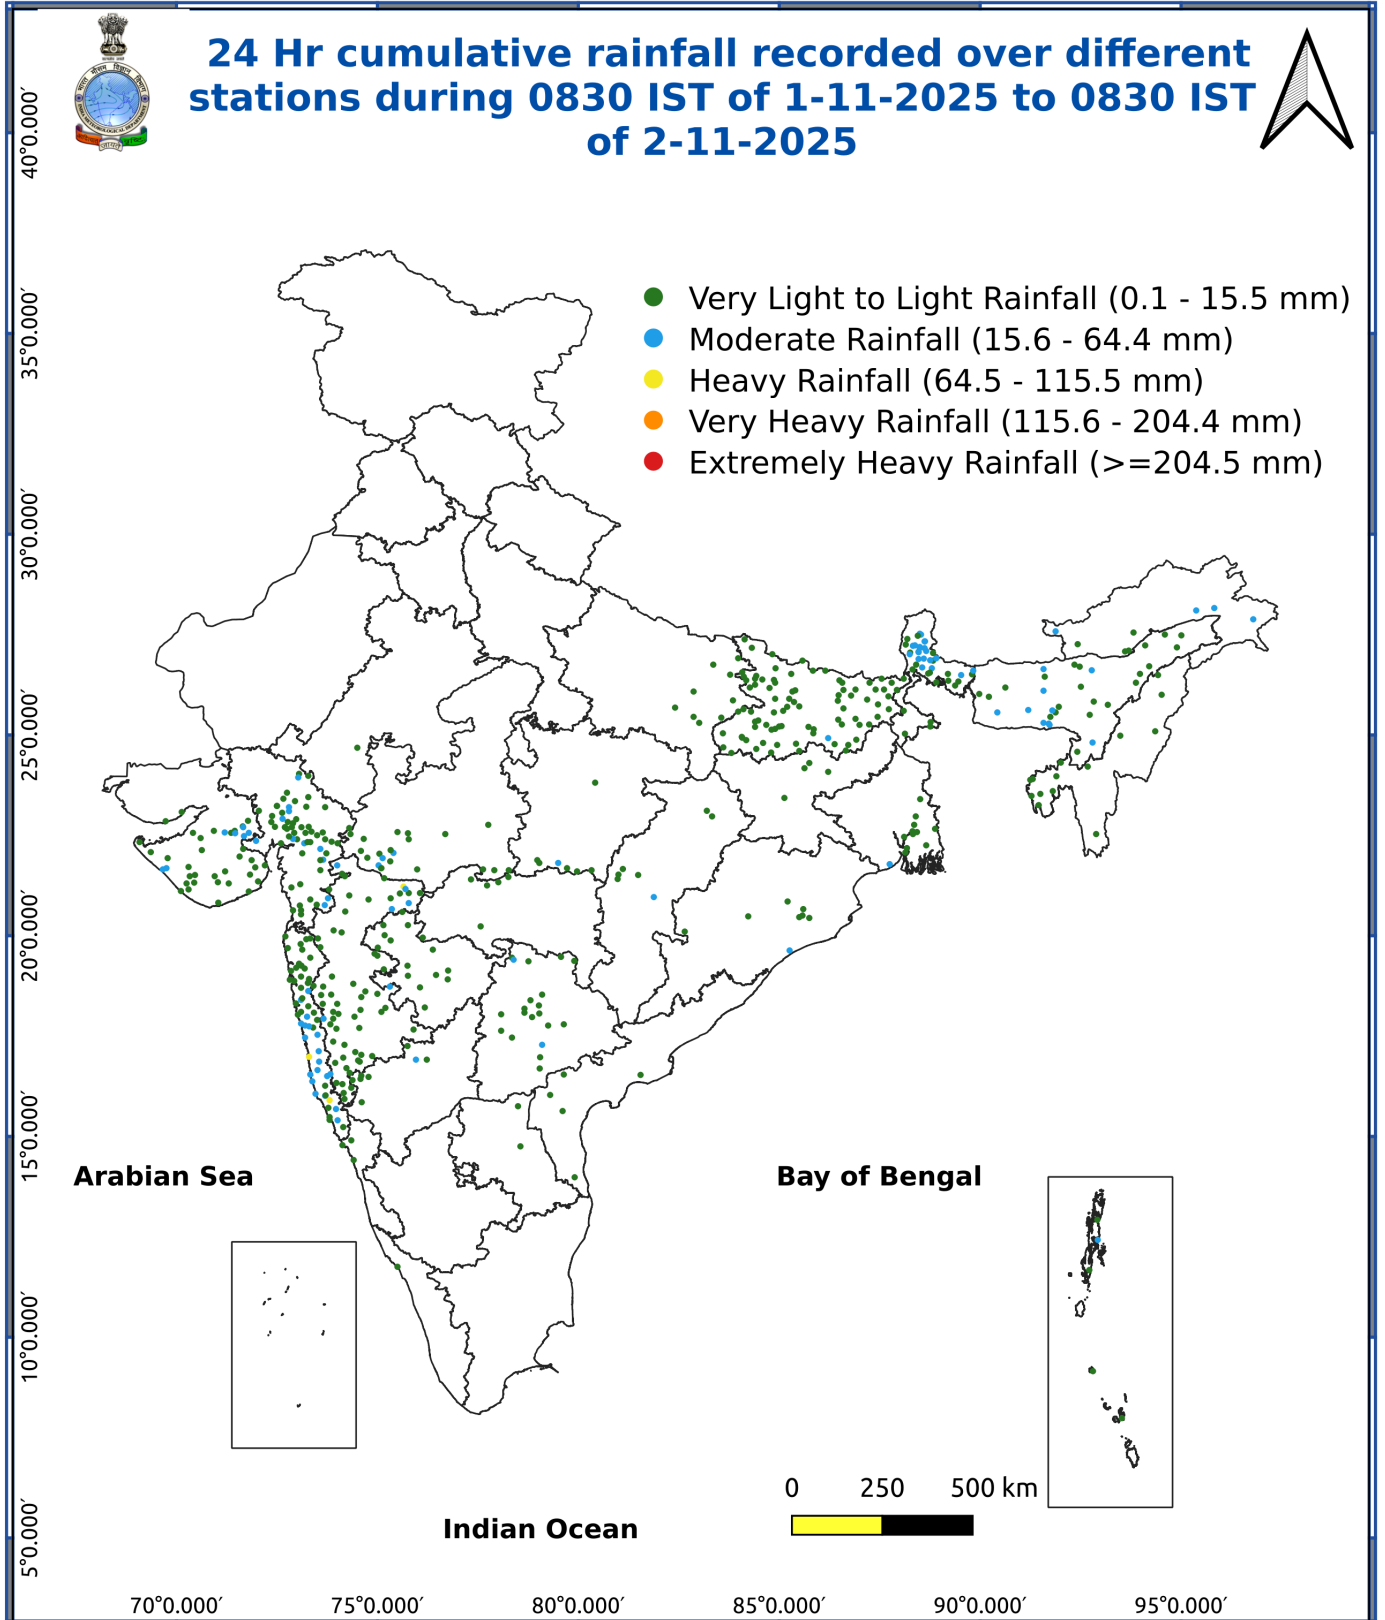 24 Hr cumulative rainfall recorded over different
stations during 0830 IST of 1-11-2025 to 0830 IST
of 2-11-2025
Very Light to Light Rainfall (0.1 - 15.5 mm)
Moderate Rainfall (15.6 - 64.4 mm)
Heavy Rainfall (64.5 - 115.5 mm)
Very Heavy Rainfall (115.6 - 204.4 mm)
Extremely Heavy Rainfall (>=204.5 mm)
40°0.000′
35°0.000′
30°0.000′
25°0.000′
20°0.000′
15°0.000′
10°0.000′
5°0.000′
Arabian Sea
Bay of Bengal
Indian Ocean
0 250 500 km
70°0.000′ 75°0.000′ 80°0.000′ 85°0.000′ 90°0.000′ 95°0.000′